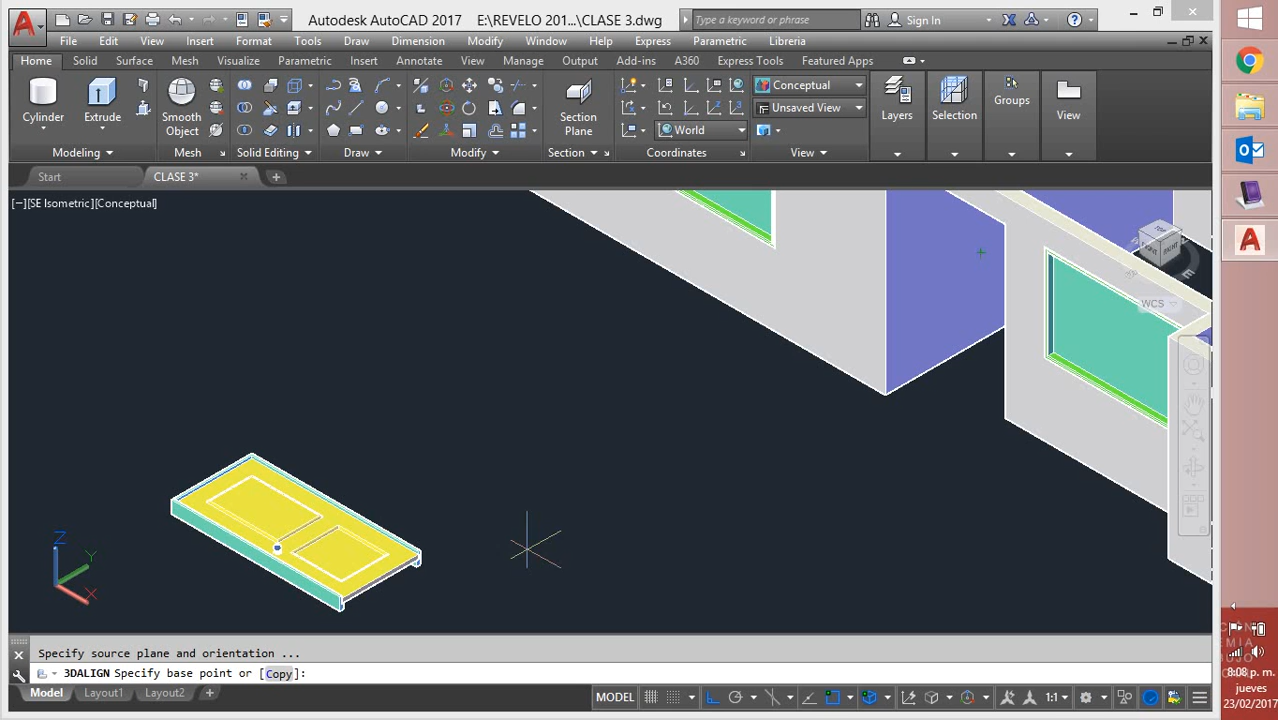 Autodesk AutoCAD 2017 E:\REVELO 201...\CLASE 3.dwg Type a keyword or phrase Sign In
File Edit View Insert Format Tools Draw Dimension Modify Window Help Express Parametric Libreria
Home Solid Surface Mesh Visualize Parametric Insert Annotate View Manage Output Add-ins A360 Express Tools Featured Apps
Cylinder Extrude Smooth Object Section Plane Conceptual Unsaved View World Layers Selection Groups View
Modeling Mesh Solid Editing Draw Modify Section Coordinates View
Start CLASE 3*
[−][SE Isometric][Conceptual]
TOP
FRONT RIGHT
E
WCS
Z
Y
X
Specify source plane and orientation ...
3DALIGN Specify base point or [Copy]:
Model Layout1 Layout2 +
MODEL 1:1
8:08 p. m.
jueves
23/02/2017